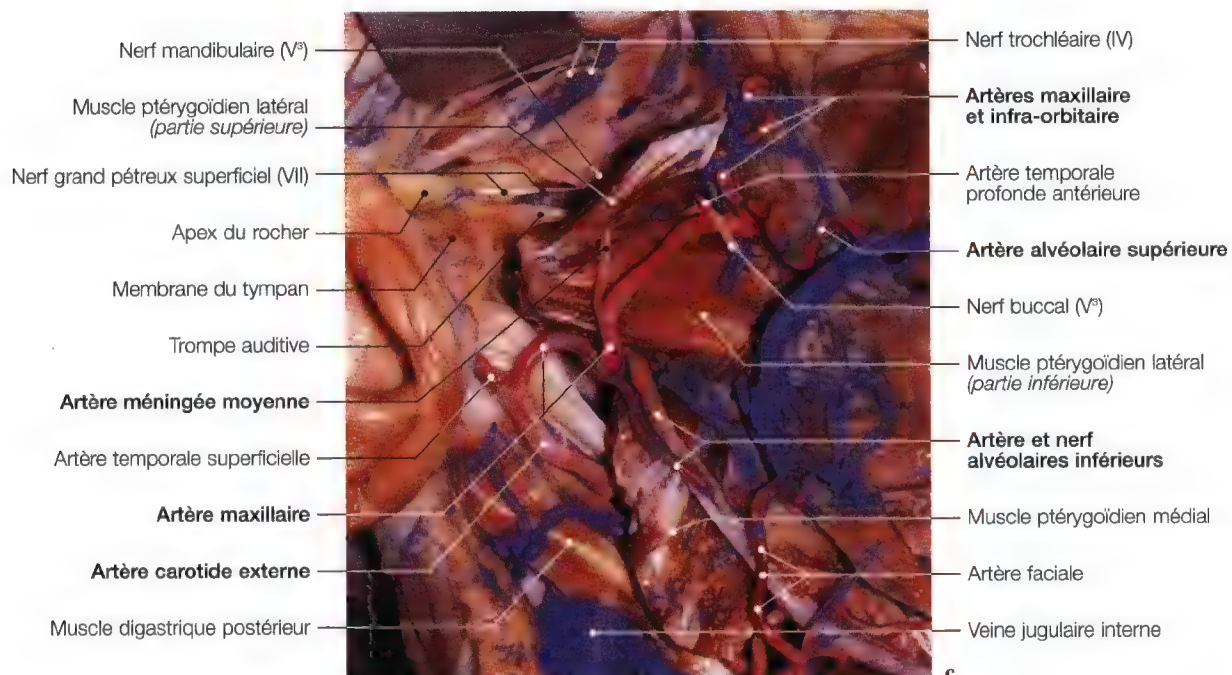 Nerf mandibulaire (V³)
Muscle ptérygoïdien latéral
(partie supérieure)
Nerf grand pétreux superficiel (VII)
Apex du rocher
Membrane du tympan
Trompe auditive
Artère méningée moyenne
Artère temporale superficielle
Artère maxillaire
Artère carotide externe
Muscle digastrique postérieur
Nerf trochléaire (IV)
Artères maxillaire
et infra-orbitaire
Artère temporale
profonde antérieure
Artère alvéolaire supérieure
Nerf buccal (V³)
Muscle ptérygoïdien latéral
(partie inférieure)
Artère et nerf
alvéolaires inférieurs
Muscle ptérygoïdien médial
Artère faciale
Veine jugulaire interne